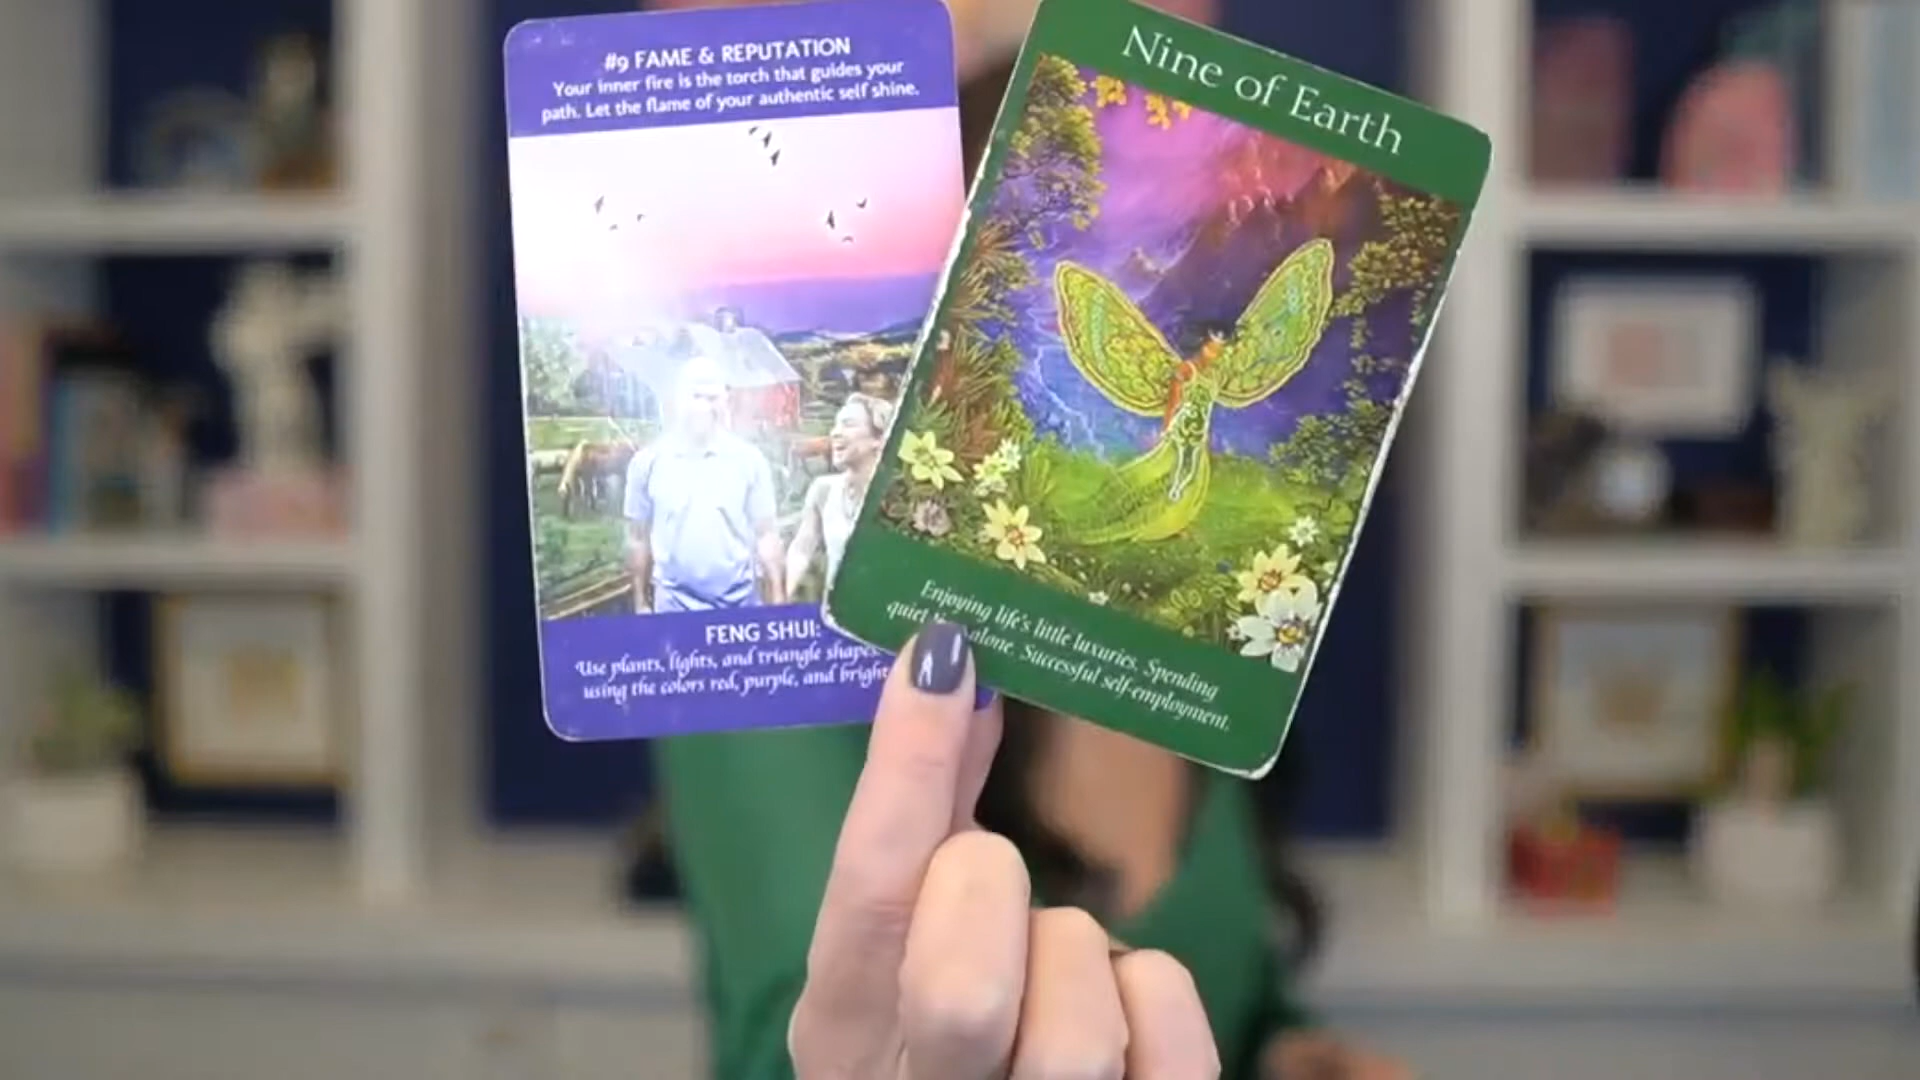 #9 FAME & REPUTATION
Your inner fire is the torch that guides your
path. Let the flame of your authentic self shine.
FENG SHUI:
Use plants, lights, and triangle shapes
using the colors red, purple, and bright
Nine of Earth
Enjoying life's little luxuries. Spending
quiet alone. Successful self-employment.